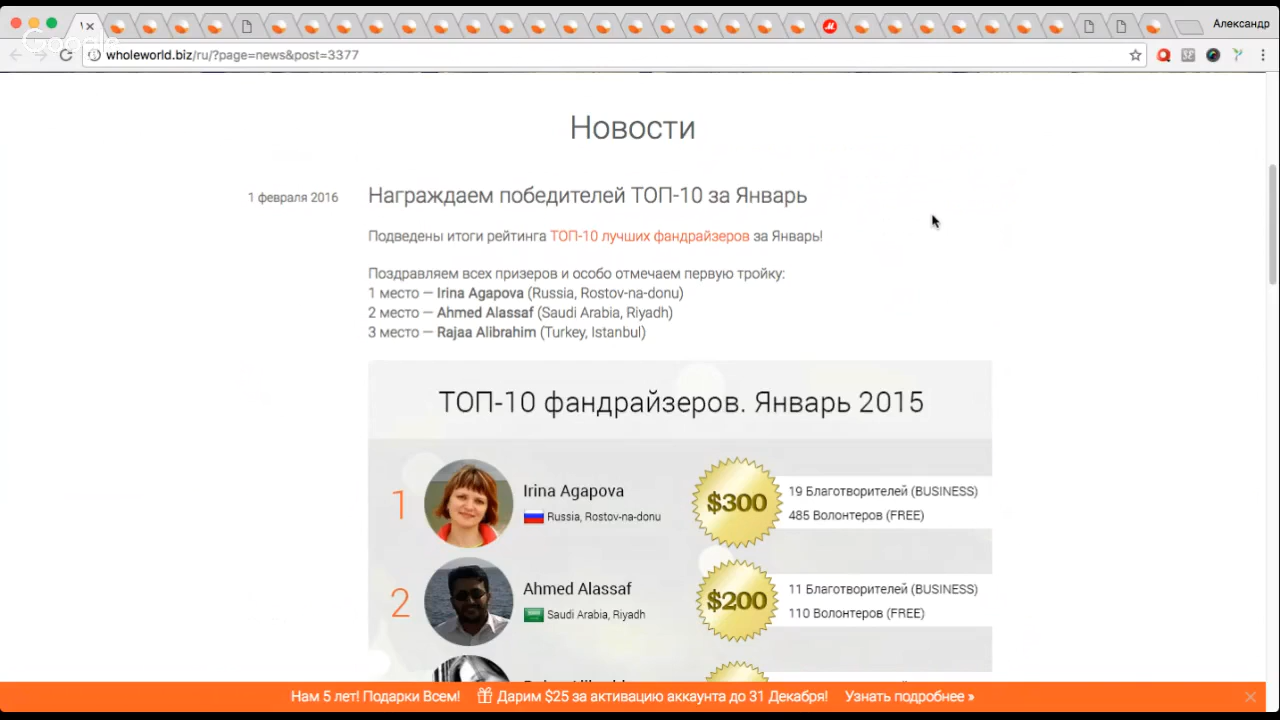 Александр
Google
wholeworld.biz/ru/?page=news&post=3377
Новости
1 февраля 2016
Награждаем победителей ТОП-10 за Январь
Подведены итоги рейтинга ТОП-10 лучших фандрайзеров за Январь!
Поздравляем всех призеров и особо отмечаем первую тройку:
1 место — Irina Agapova (Russia, Rostov-na-donu)
2 место — Ahmed Alassaf (Saudi Arabia, Riyadh)
3 место — Rajaa Alibrahim (Turkey, Istanbul)
ТОП-10 фандрайзеров. Январь 2015
1
Irina Agapova
Russia, Rostov-na-donu
$300
19 Благотворителей (BUSINESS)
485 Волонтеров (FREE)
2
Ahmed Alassaf
Saudi Arabia, Riyadh
$200
11 Благотворителей (BUSINESS)
110 Волонтеров (FREE)
Нам 5 лет! Подарки Всем! Дарим $25 за активацию аккаунта до 31 Декабря! Узнать подробнее »